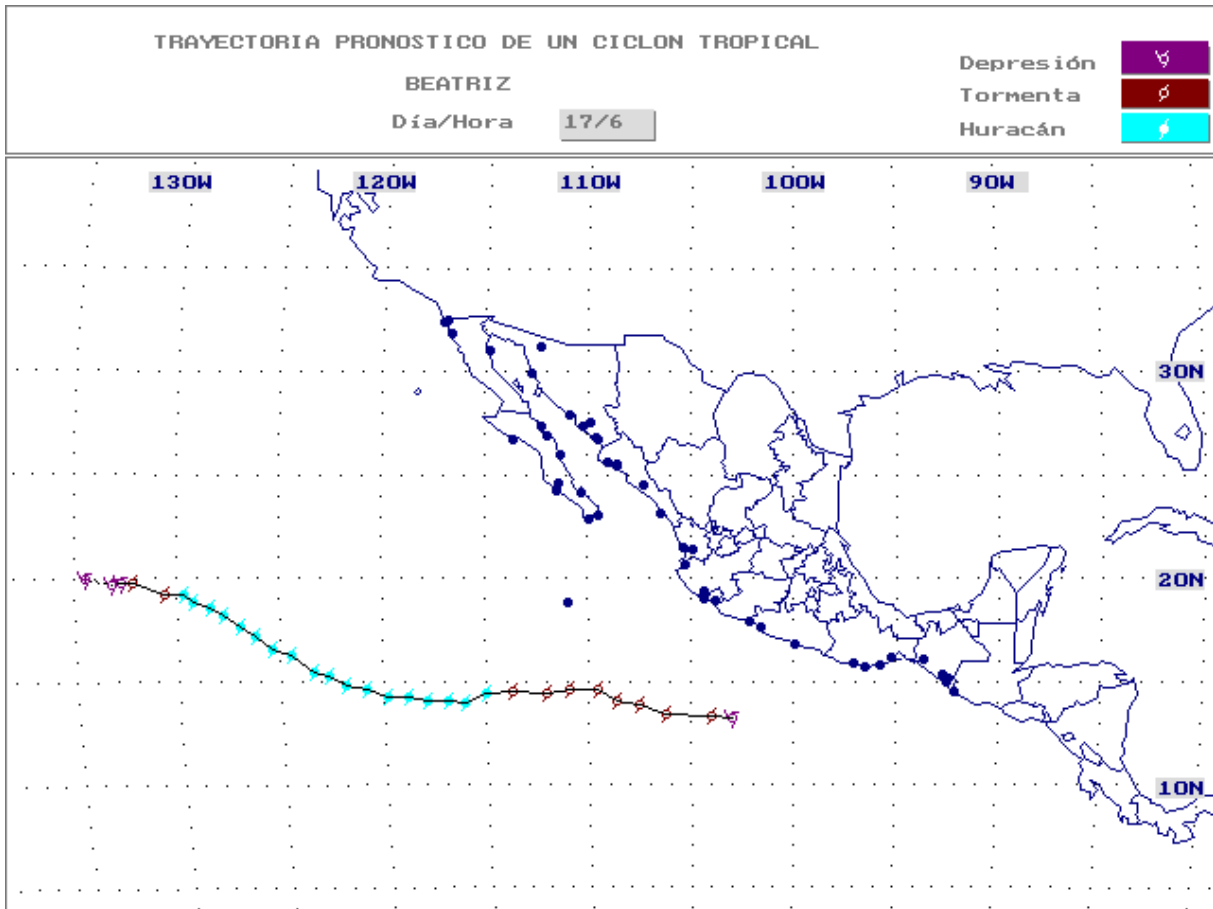 TRAYECTORIA PRONOSTICO DE UN CICLON TROPICAL
BEATRIZ
Día/Hora 17/6
Depresión
Tormenta
Huracán
130W 120W 110W 100W 90W
30N
20N
10N